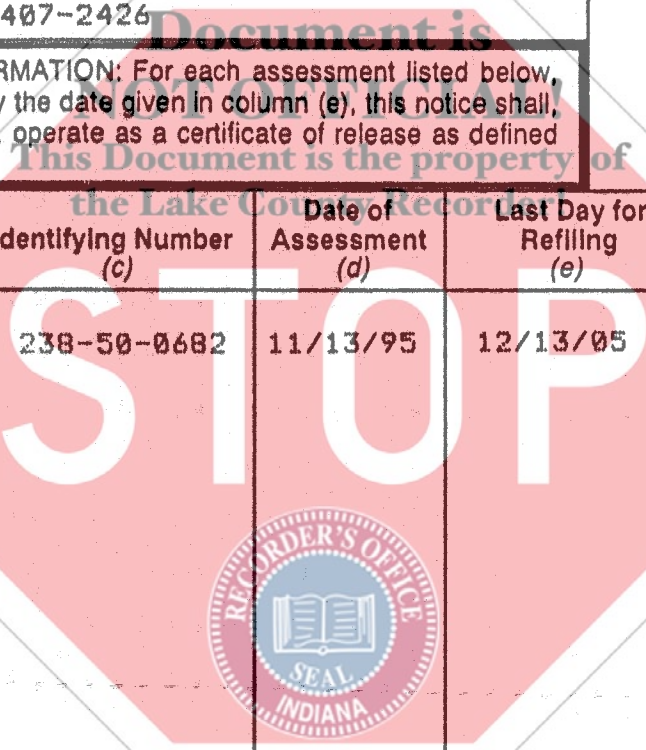 407-2426
Document is
RMATION: For each assessment listed below,
NOT OFFICIAL!
y the date given in column (e), this notice shall,
operate as a certificate of release as defined
This Document is the property of
the Lake County Recorder!
dentifying Number
(c)
Date of
Assessment
(d)
Last Day for
Refiling
(e)
238-50-0682
11/13/95
12/13/05
STOP
RECORDER'S OFFICE
SEAL
INDIANA